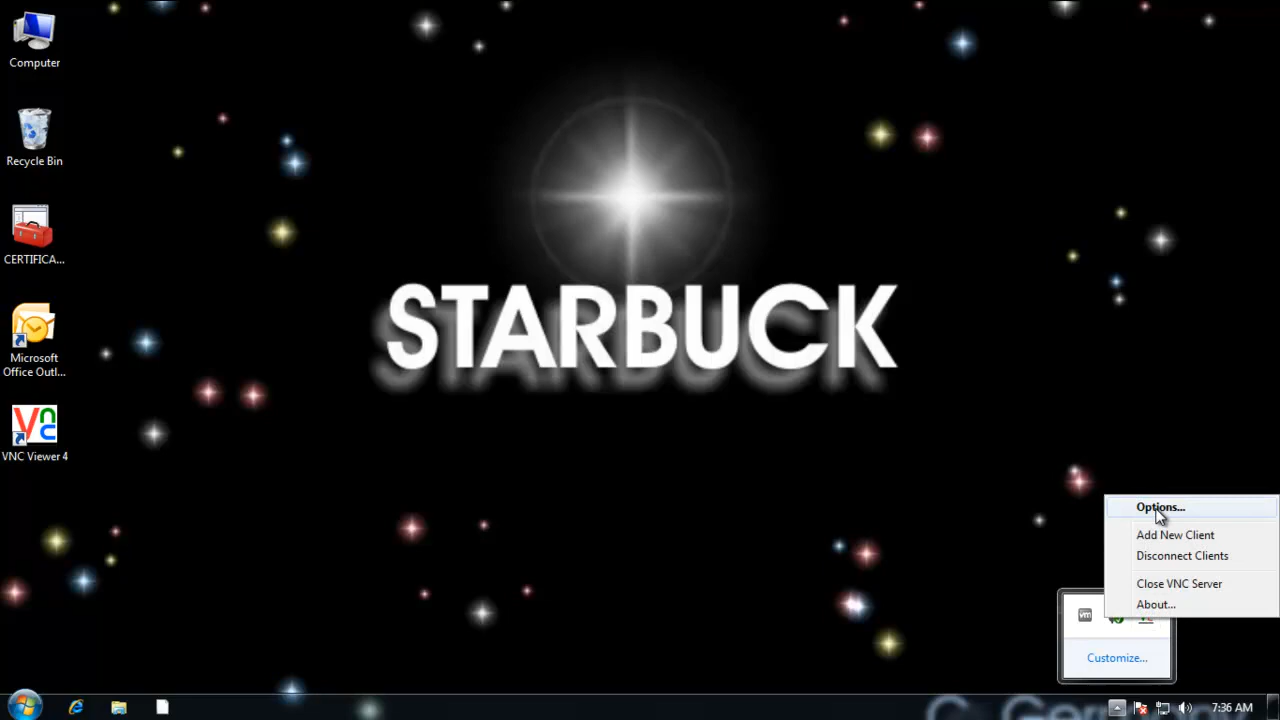 Computer
Recycle Bin
CERTIFICA...
Microsoft
Office Outl...
VNC Viewer 4
STARBUCK
Options...
Add New Client
Disconnect Clients
Close VNC Server
About...
vm
Customize...
7:36 AM